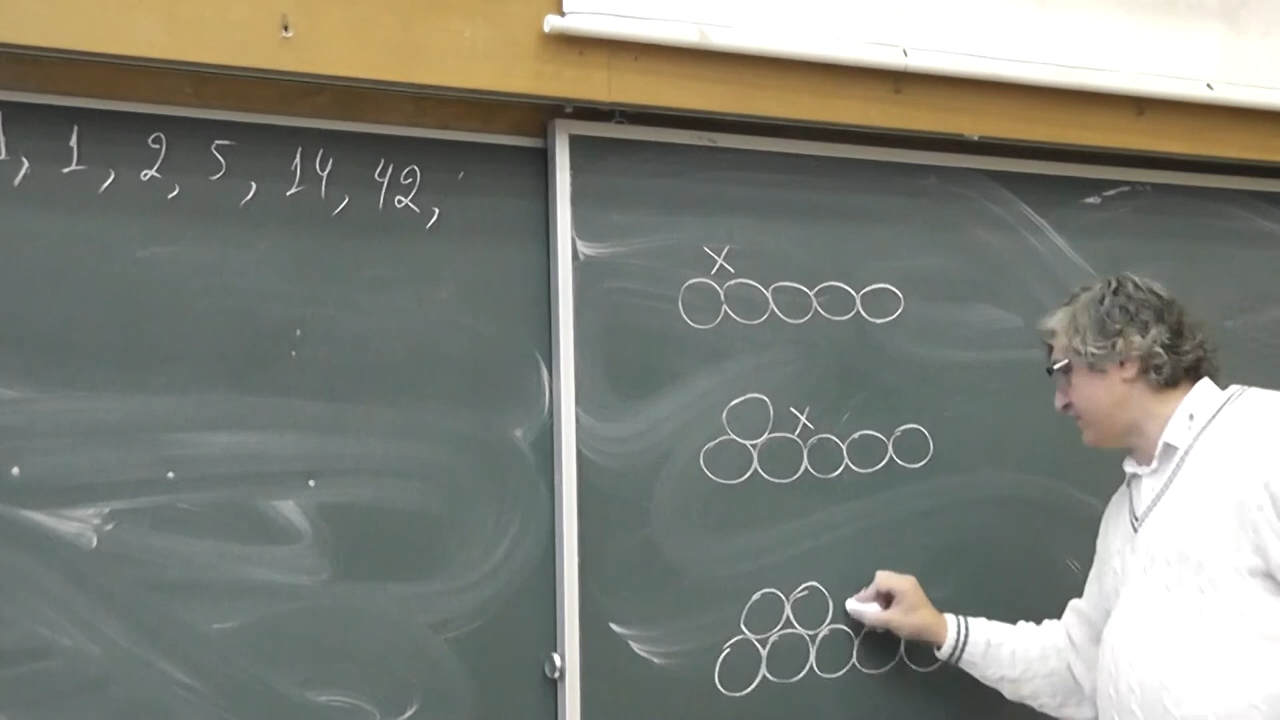 1, 1, 2, 5, 14, 42,
×
×